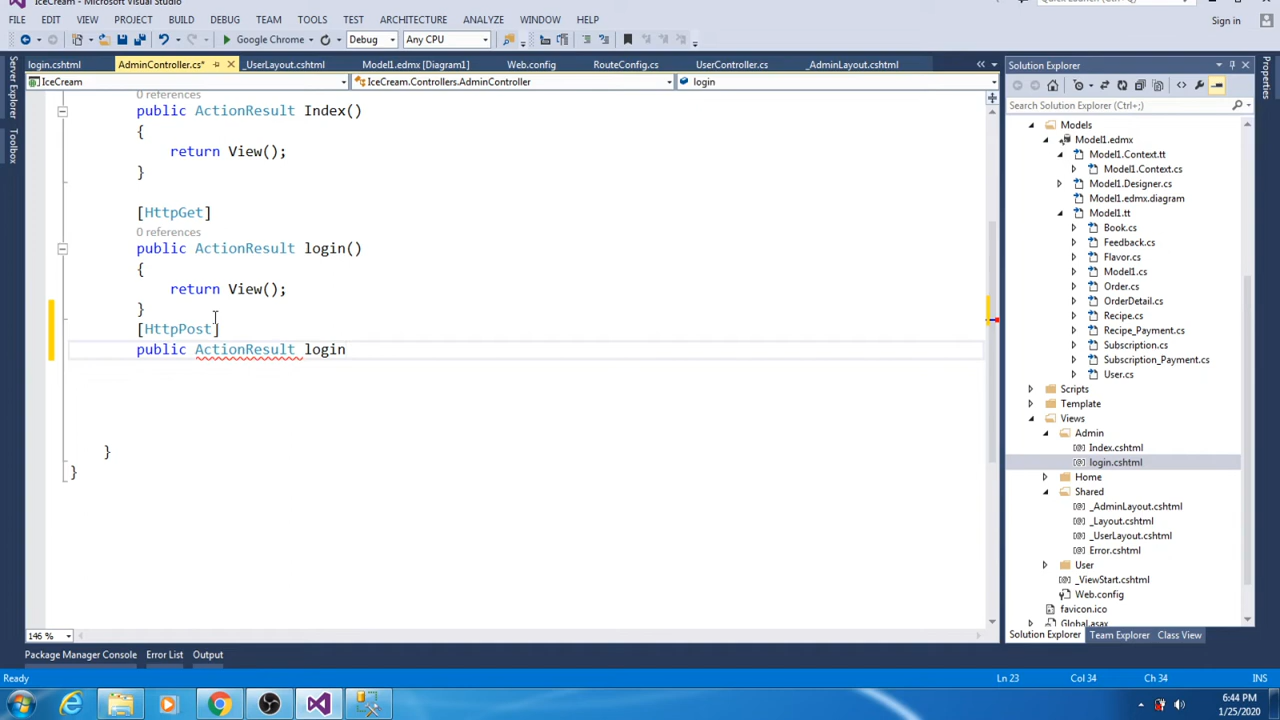 IceCream - Microsoft Visual Studio
Quick Launch (Ctrl+Q)
FILE EDIT VIEW PROJECT BUILD DEBUG TEAM TOOLS TEST ARCHITECTURE ANALYZE WINDOW HELP Sign in
Google Chrome Debug Any CPU
login.cshtml AdminController.cs* _UserLayout.cshtml Model1.edmx [Diagram1] Web.config RouteConfig.cs UserController.cs _AdminLayout.cshtml
IceCream IceCream.Controllers.AdminController login
Server Explorer
Toolbox
0 references
public ActionResult Index()
{
return View();
}
[HttpGet]
0 references
public ActionResult login()
{
return View();
}
[HttpPost]
public ActionResult login
}
}
146 %
Solution Explorer
Search Solution Explorer (Ctrl+;)
Models
Model1.edmx
Model1.Context.tt
Model1.Context.cs
Model1.Designer.cs
Model1.edmx.diagram
Model1.tt
Book.cs
Feedback.cs
Flavor.cs
Model1.cs
Order.cs
OrderDetail.cs
Recipe.cs
Recipe_Payment.cs
Subscription.cs
Subscription_Payment.cs
User.cs
Scripts
Template
Views
Admin
Index.cshtml
login.cshtml
Home
Shared
_AdminLayout.cshtml
_Layout.cshtml
_UserLayout.cshtml
Error.cshtml
User
_ViewStart.cshtml
Web.config
favicon.ico
Global.asax
Solution Explorer Team Explorer Class View
Properties
Package Manager Console Error List Output
Ready Ln 23 Col 34 Ch 34 INS
6:44 PM
1/25/2020